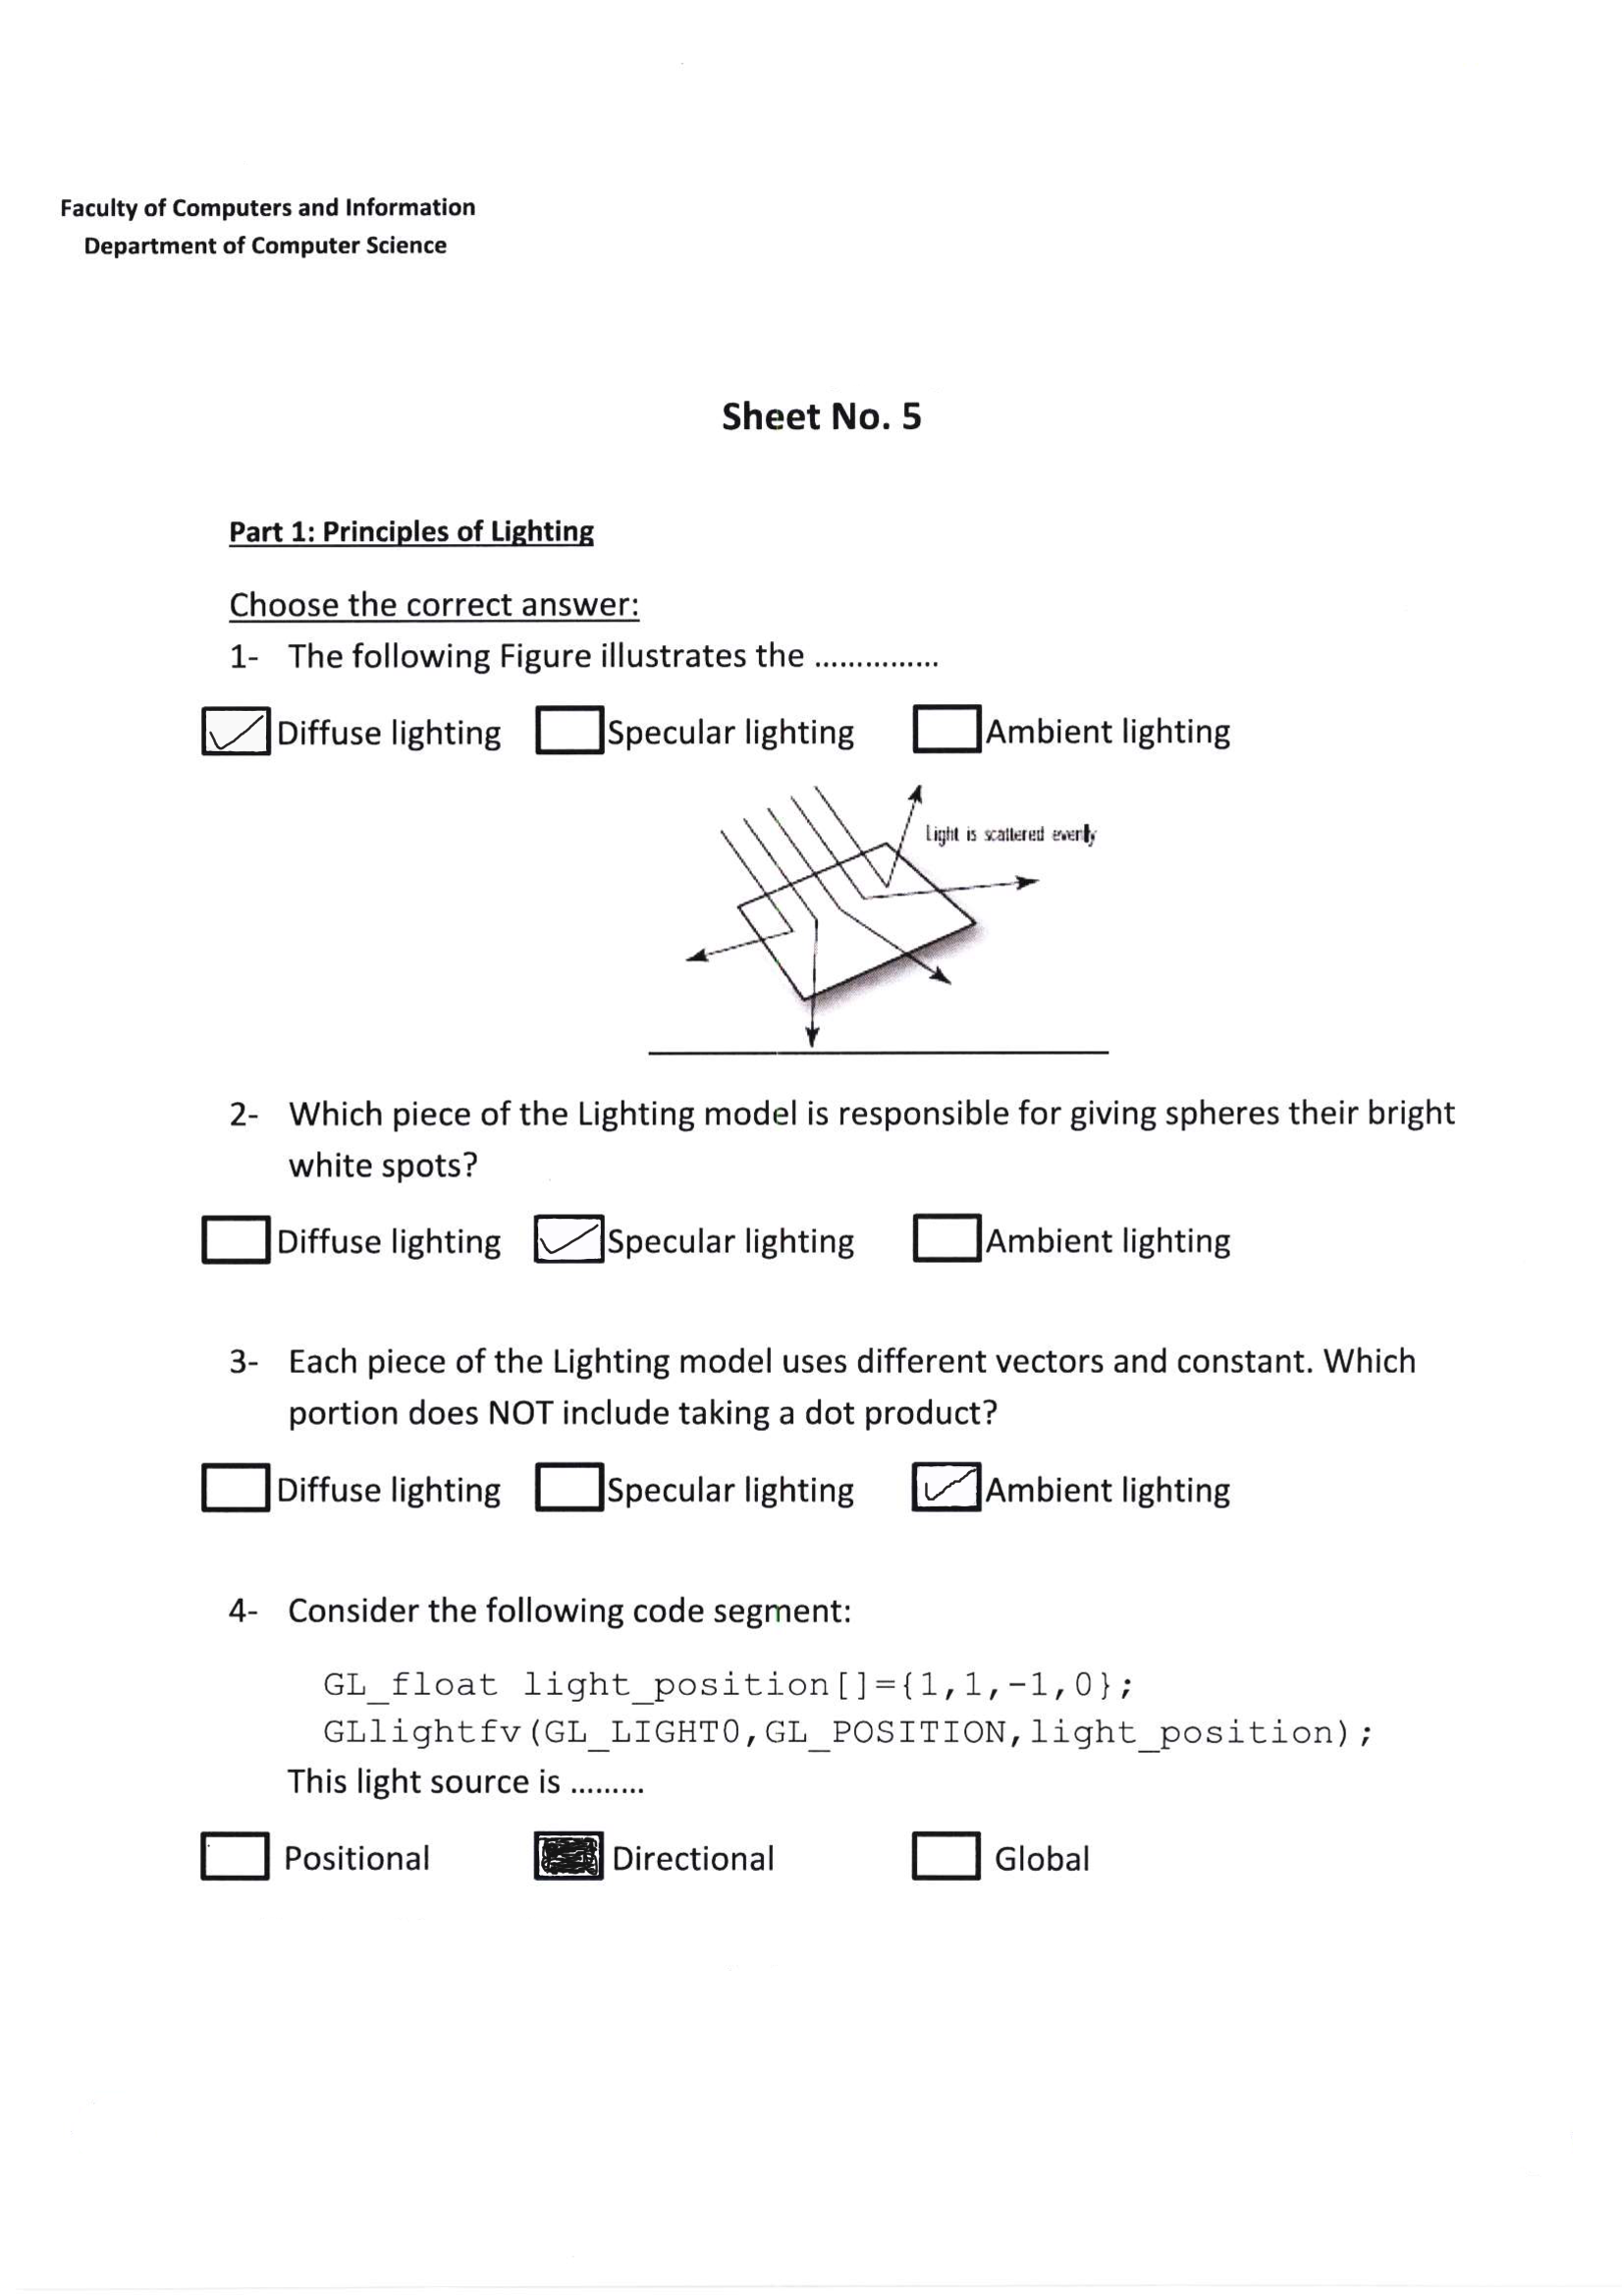 Faculty of Computers and Information
Department of Computer Science
Sheet No. 5
Part 1: Principles of Lighting
Choose the correct answer:
1- The following Figure illustrates the ...............
Diffuse lighting Specular lighting Ambient lighting
Light is scattered evenly
2- Which piece of the Lighting model is responsible for giving spheres their bright
white spots?
Diffuse lighting Specular lighting Ambient lighting
3- Each piece of the Lighting model uses different vectors and constant. Which
portion does NOT include taking a dot product?
Diffuse lighting Specular lighting Ambient lighting
4- Consider the following code segment:
GL_float light_position[]={1,1,-1,0};
GLlightfv(GL_LIGHT0,GL_POSITION,light_position);
This light source is .........
Positional Directional Global